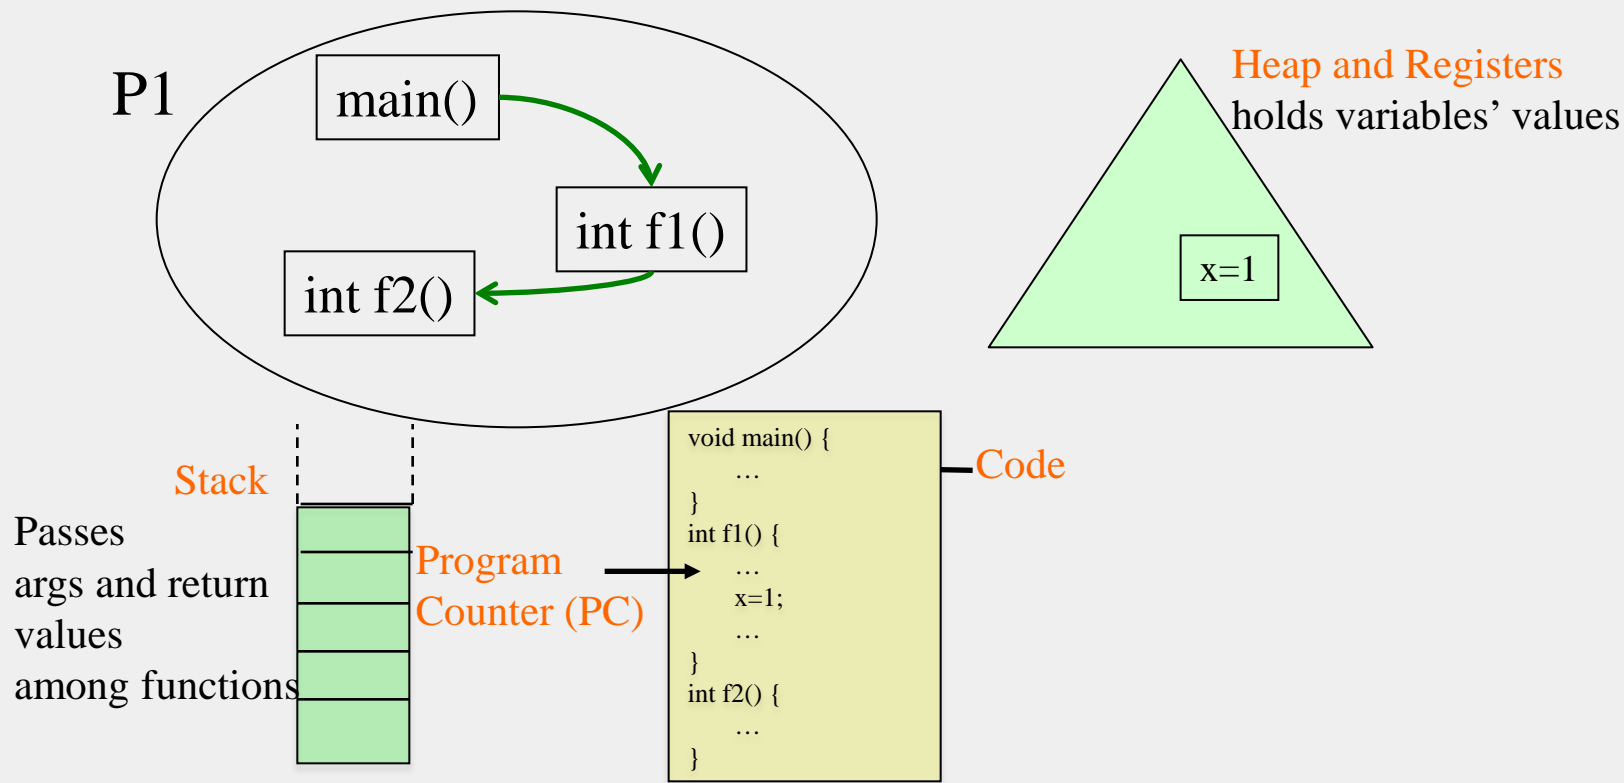 P1
main()
int f1()
int f2()
Heap and Registers
holds variables’ values
x=1
Stack
Passes
args and return
values
among functions
Program
Counter (PC)
void main() {
…
}
int f1() {
…
x=1;
…
}
int f2() {
…
}
Code